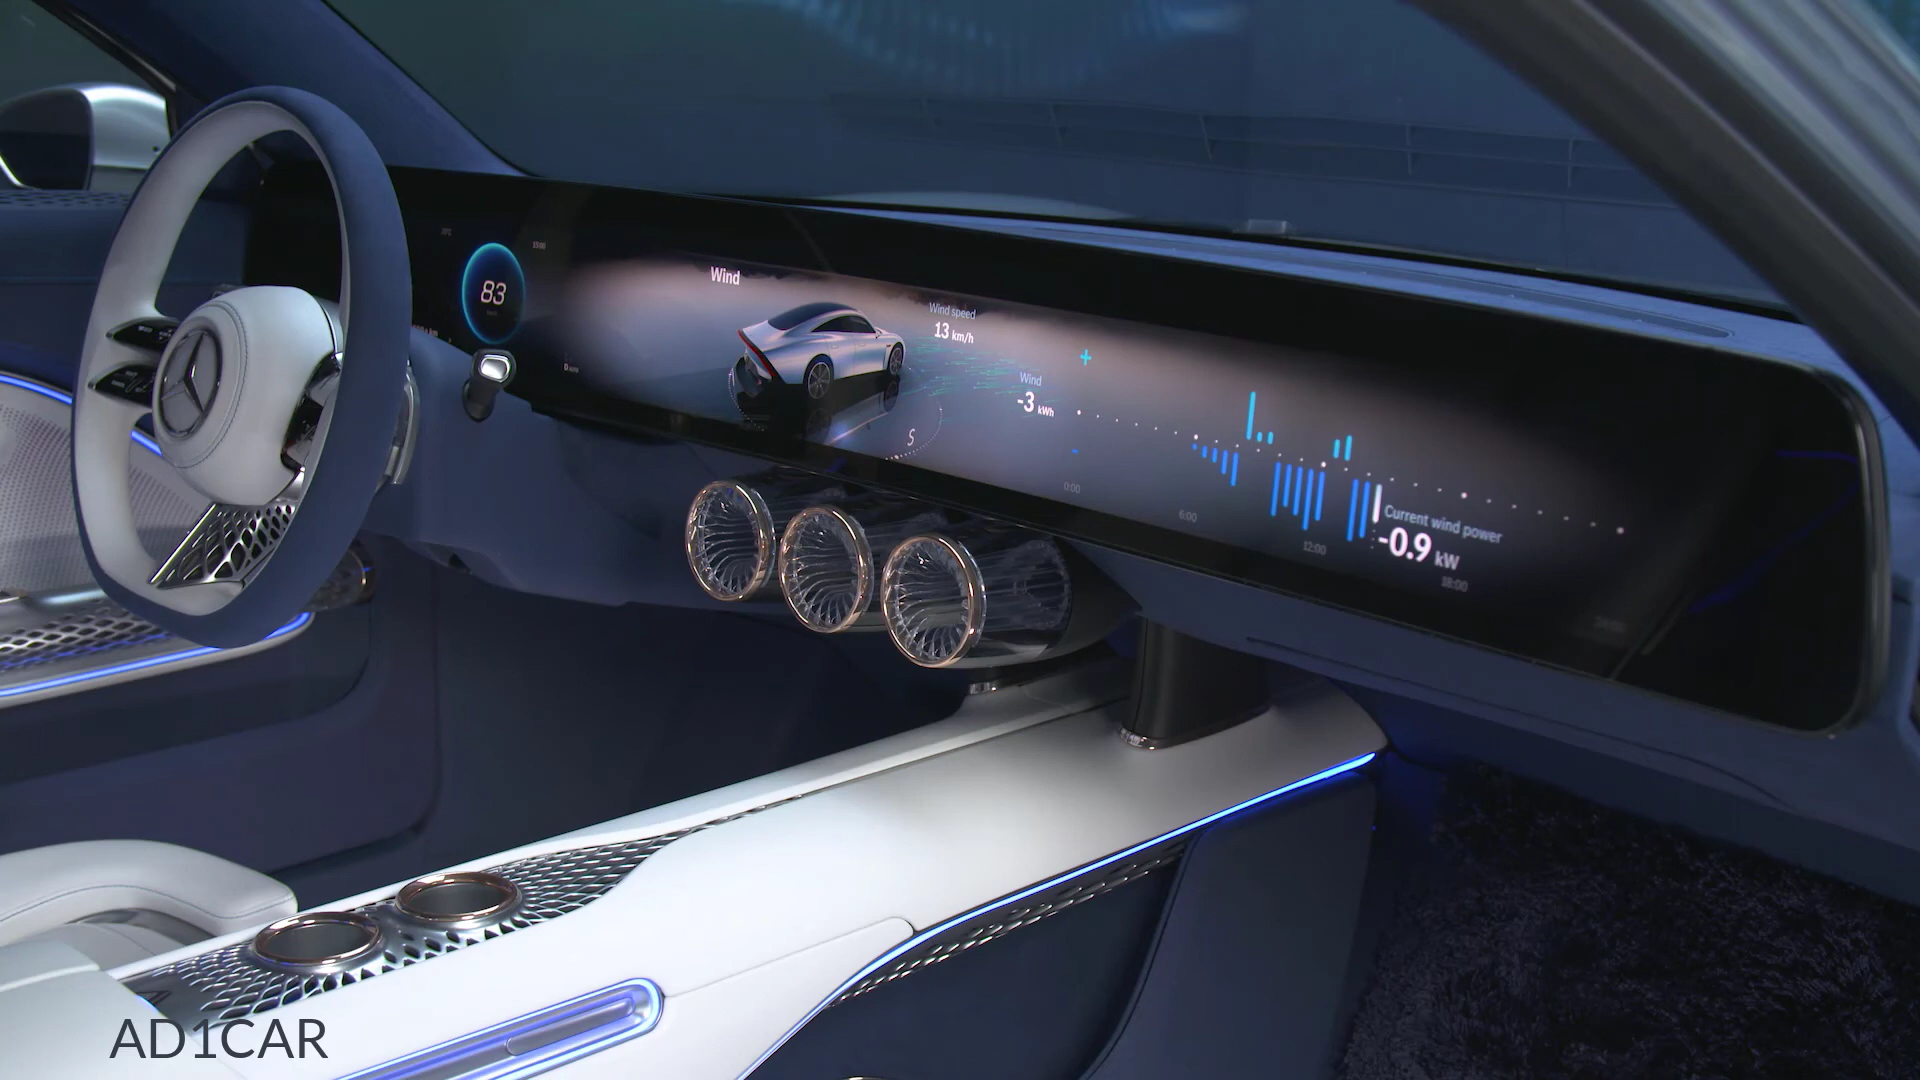 83
Wind
Wind speed
13 km/h
Wind
-3 kWh
S
0:00
6:00
12:00
18:00
Current wind power
-0.9 kW
AD1CAR